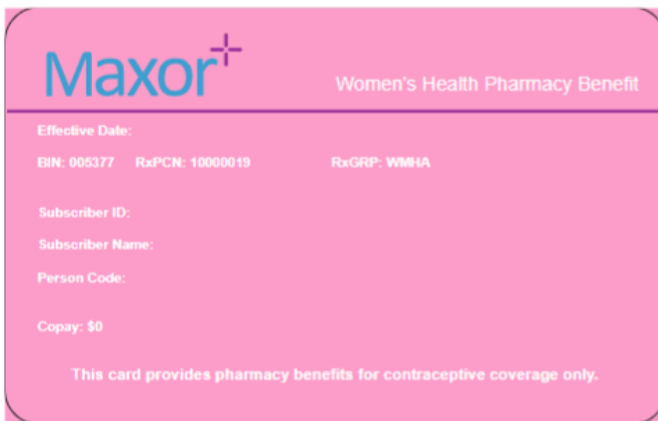 Maxor+
Women's Health Pharmacy Benefit
Effective Date:
BIN: 005377 RxPCN: 10000019 RxGRP: WMHA
Subscriber ID:
Subscriber Name:
Person Code:
Copay: $0
This card provides pharmacy benefits for contraceptive coverage only.